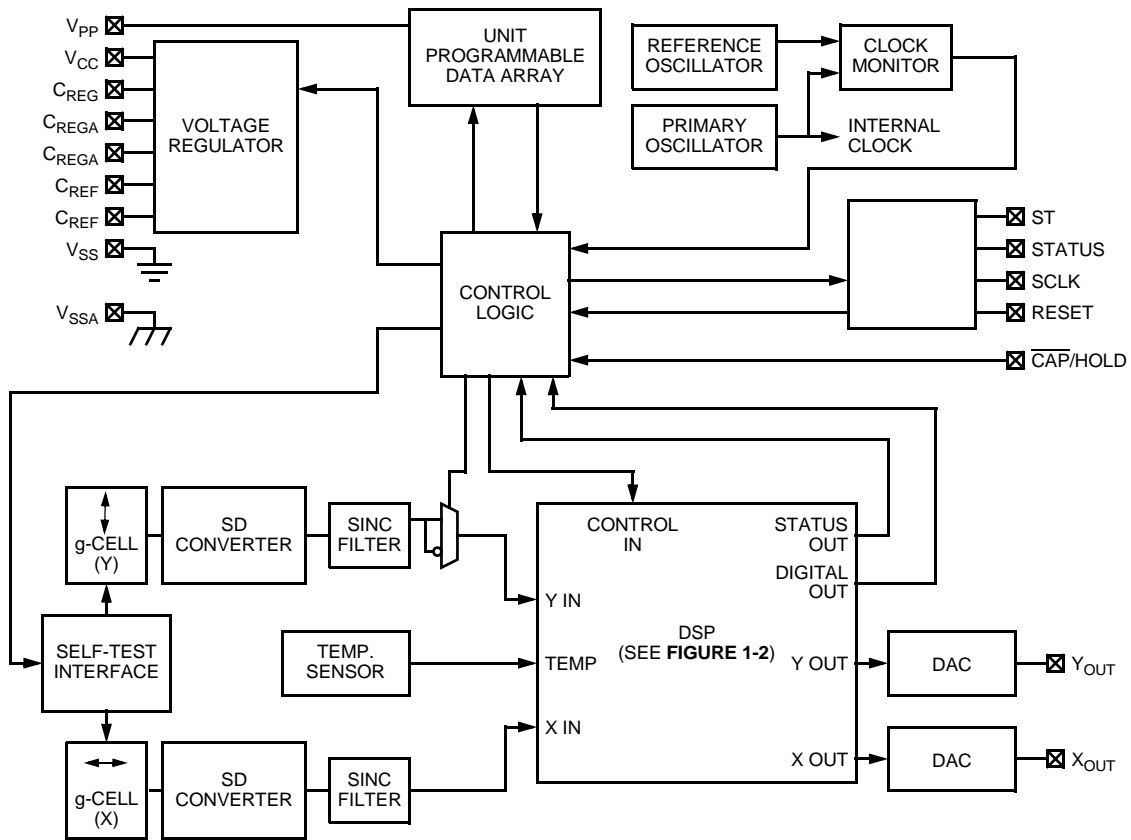 VPP
VCC
CREG
CREGA
CREGA
CREF
CREF
VSS
VSSA
VOLTAGE
REGULATOR
UNIT
PROGRAMMABLE
DATA ARRAY
REFERENCE
OSCILLATOR
CLOCK
MONITOR
PRIMARY
OSCILLATOR
INTERNAL
CLOCK
CONTROL
LOGIC
ST
STATUS
SCLK
RESET
CAP/HOLD
g-CELL
(Y)
SD
CONVERTER
SINC
FILTER
SELF-TEST
INTERFACE
TEMP.
SENSOR
g-CELL
(X)
SD
CONVERTER
SINC
FILTER
CONTROL
IN
STATUS
OUT
DIGITAL
OUT
Y IN
DSP
(SEE FIGURE 1-2)
TEMP
Y OUT
X IN
X OUT
DAC
YOUT
DAC
XOUT